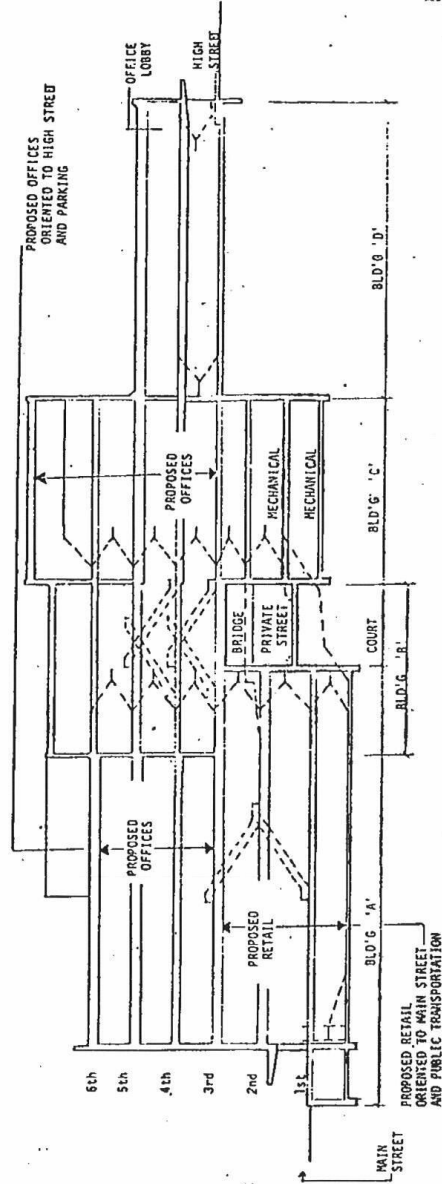 PROPOSED OFFICES
ORIENTED TO HIGH STREET
AND PARKING
OFFICE
LOBBY
HIGH
STREET
PROPOSED
OFFICES
PROPOSED
OFFICES
6th
5th
4th
3rd
2nd
1st
BRIDGE
PRIVATE
STREET
MECHANICAL
MECHANICAL
PROPOSED
RETAIL
COURT
BLD'G 'A'
BLD'G 'B'
BLD'G 'C'
BLD'G 'D'
MAIN
STREET
PROPOSED RETAIL
ORIENTED TO MAIN STREET
AND PUBLIC TRANSPORTATION